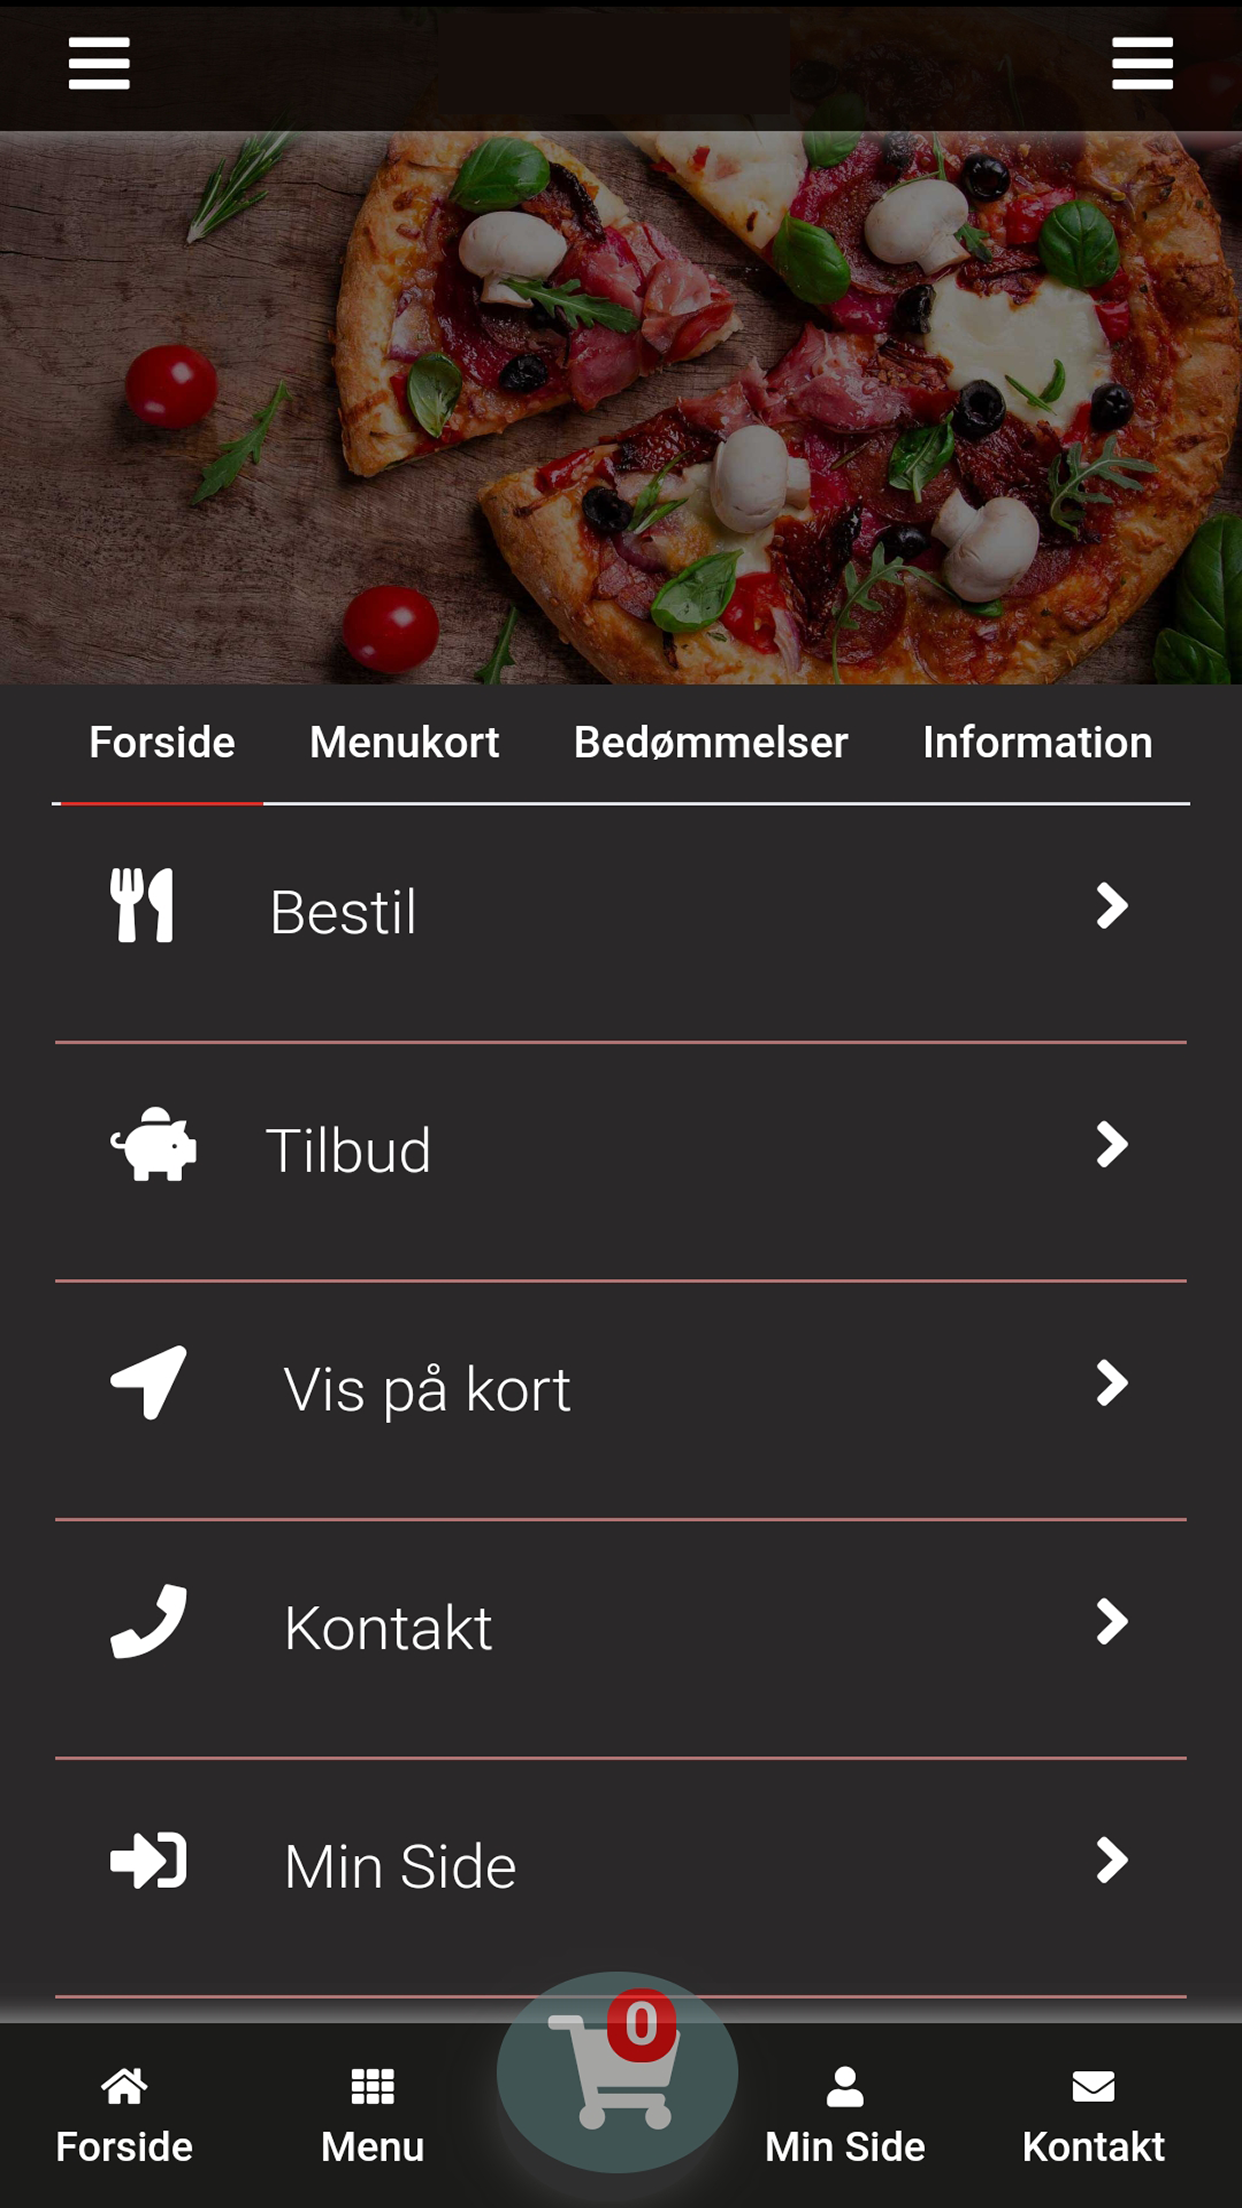 Forside Menukort Bedømmelser Information
Bestil
Tilbud
Vis på kort
Kontakt
Min Side
0
Forside Menu Min Side Kontakt